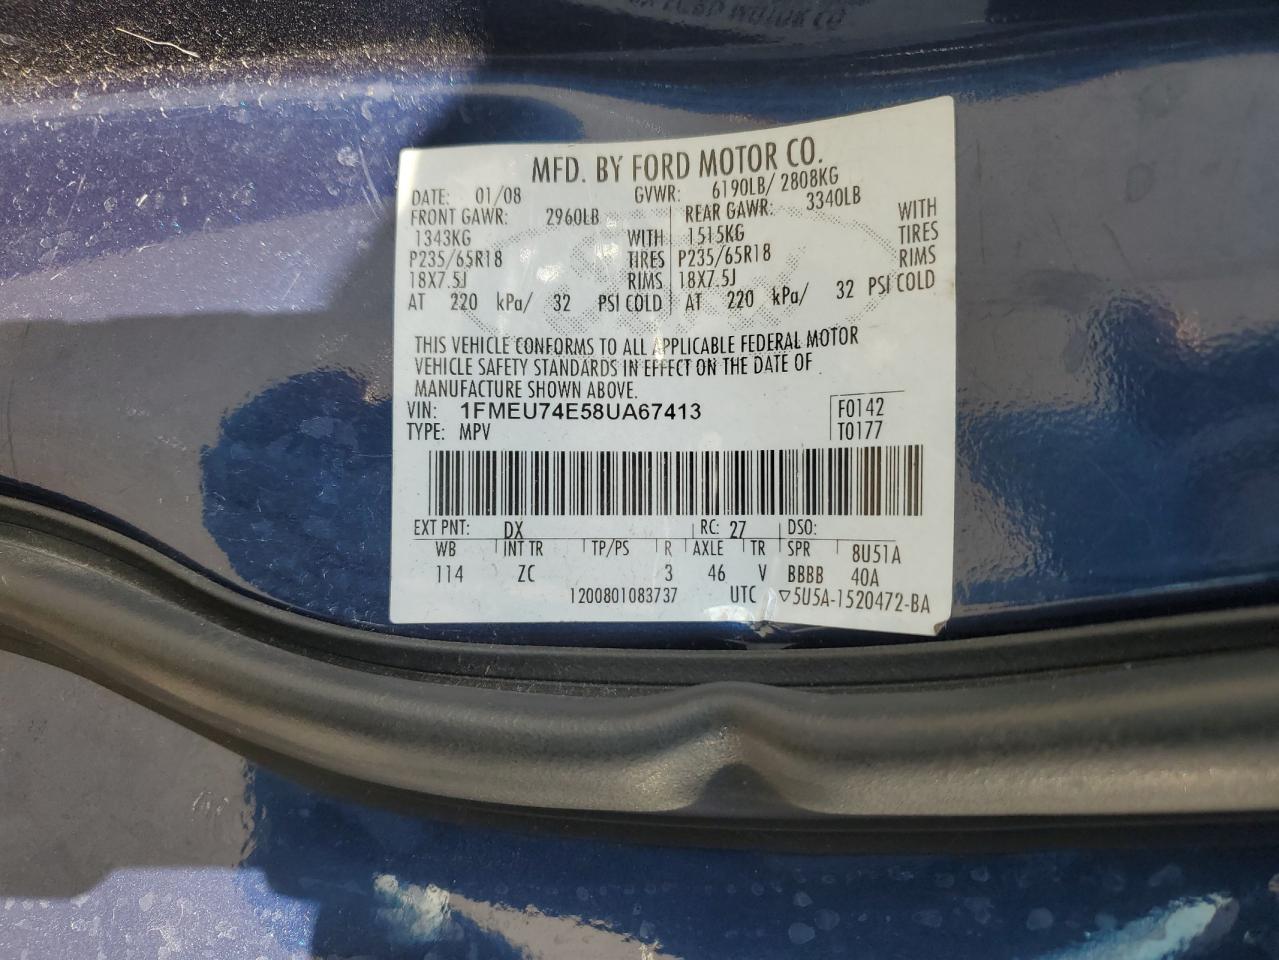 MFD. BY FORD MOTOR CO.
DATE: 01/08 GVWR: 6190LB/ 2808KG
FRONT GAWR: 2960LB REAR GAWR: 3340LB
1343KG WITH 1515KG WITH
P235/65R18 TIRES P235/65R18 TIRES
18X7.5J RIMS 18X7.5J RIMS
AT 220 kPa/ 32 PSI COLD AT 220 kPa/ 32 PSI COLD
THIS VEHICLE CONFORMS TO ALL APPLICABLE FEDERAL MOTOR
VEHICLE SAFETY STANDARDS IN EFFECT ON THE DATE OF
MANUFACTURE SHOWN ABOVE.
VIN: 1FMEU74E58UA67413 F0142
TYPE: MPV T0177
EXT PNT: DX RC: 27 DSO:
WB INT TR TP/PS R AXLE TR SPR 8U51A
114 ZC 3 46 V BBBB 40A
1200801083737 UTC ▽5U5A-1520472-BA